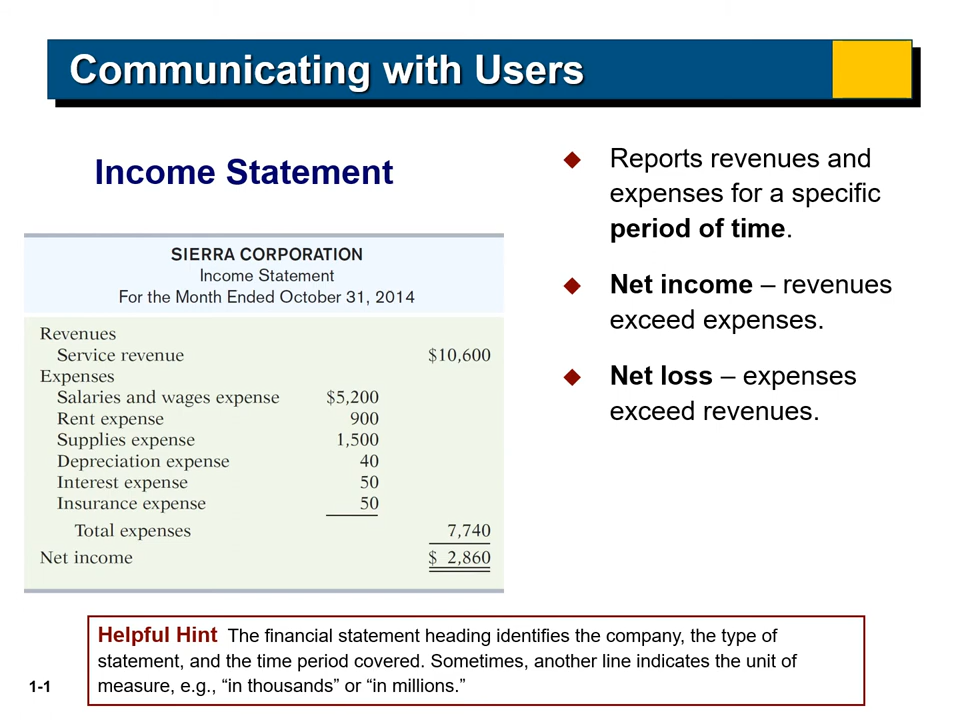 Communicating with Users
Income Statement
SIERRA CORPORATION
Income Statement
For the Month Ended October 31, 2014
Revenues
Service revenue $10,600
Expenses
Salaries and wages expense $5,200
Rent expense 900
Supplies expense 1,500
Depreciation expense 40
Interest expense 50
Insurance expense 50
Total expenses 7,740
Net income $ 2,860
Reports revenues and
expenses for a specific
period of time.
Net income – revenues
exceed expenses.
Net loss – expenses
exceed revenues.
Helpful Hint The financial statement heading identifies the company, the type of
statement, and the time period covered. Sometimes, another line indicates the unit of
measure, e.g., “in thousands” or “in millions.”
1-1